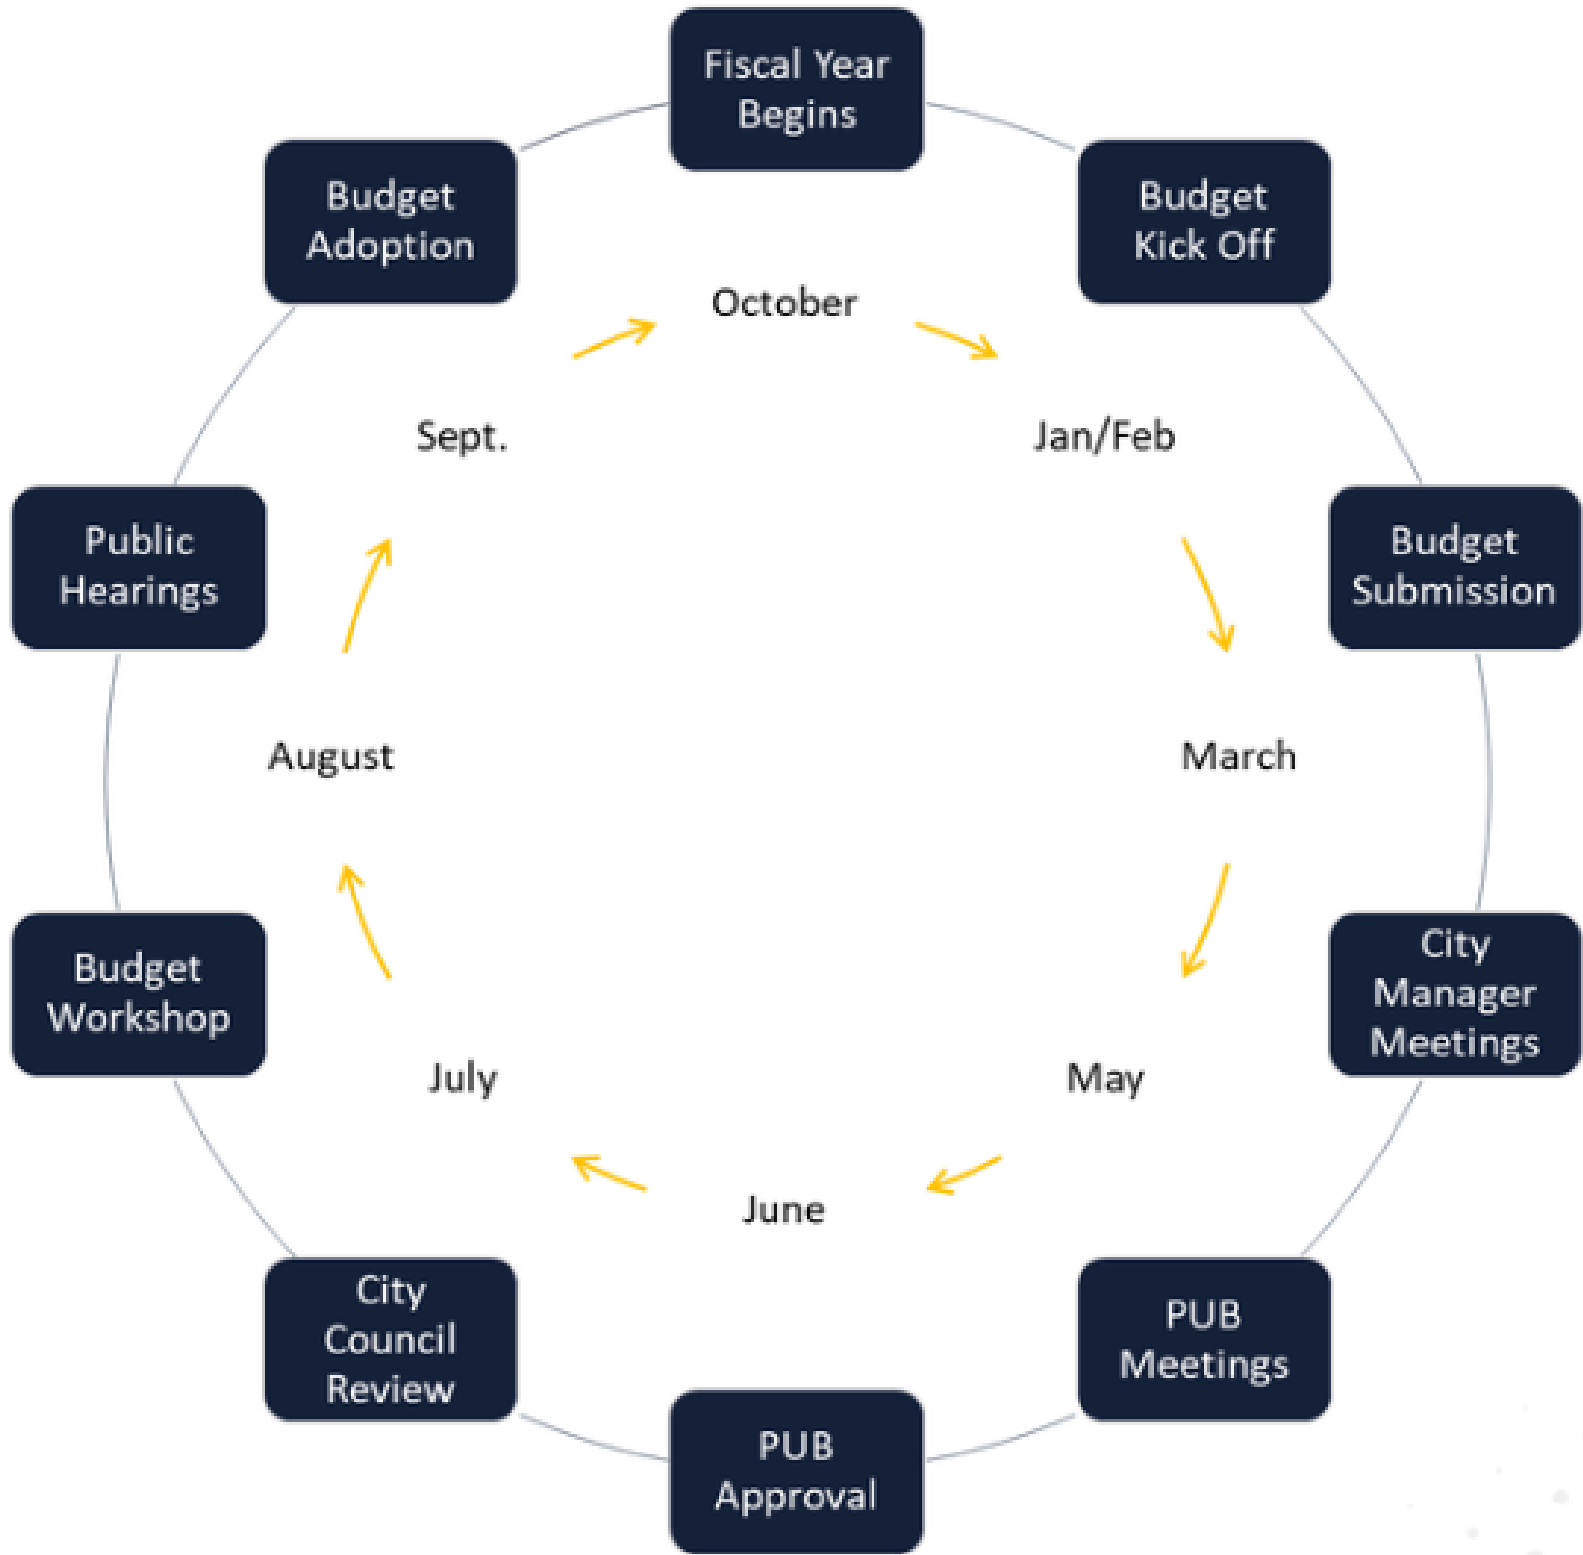 Fiscal Year
Begins
Budget
Kick Off
Budget
Submission
City
Manager
Meetings
PUB
Meetings
PUB
Approval
City
Council
Review
Budget
Workshop
Public
Hearings
Budget
Adoption
October
Jan/Feb
March
May
June
July
August
Sept.